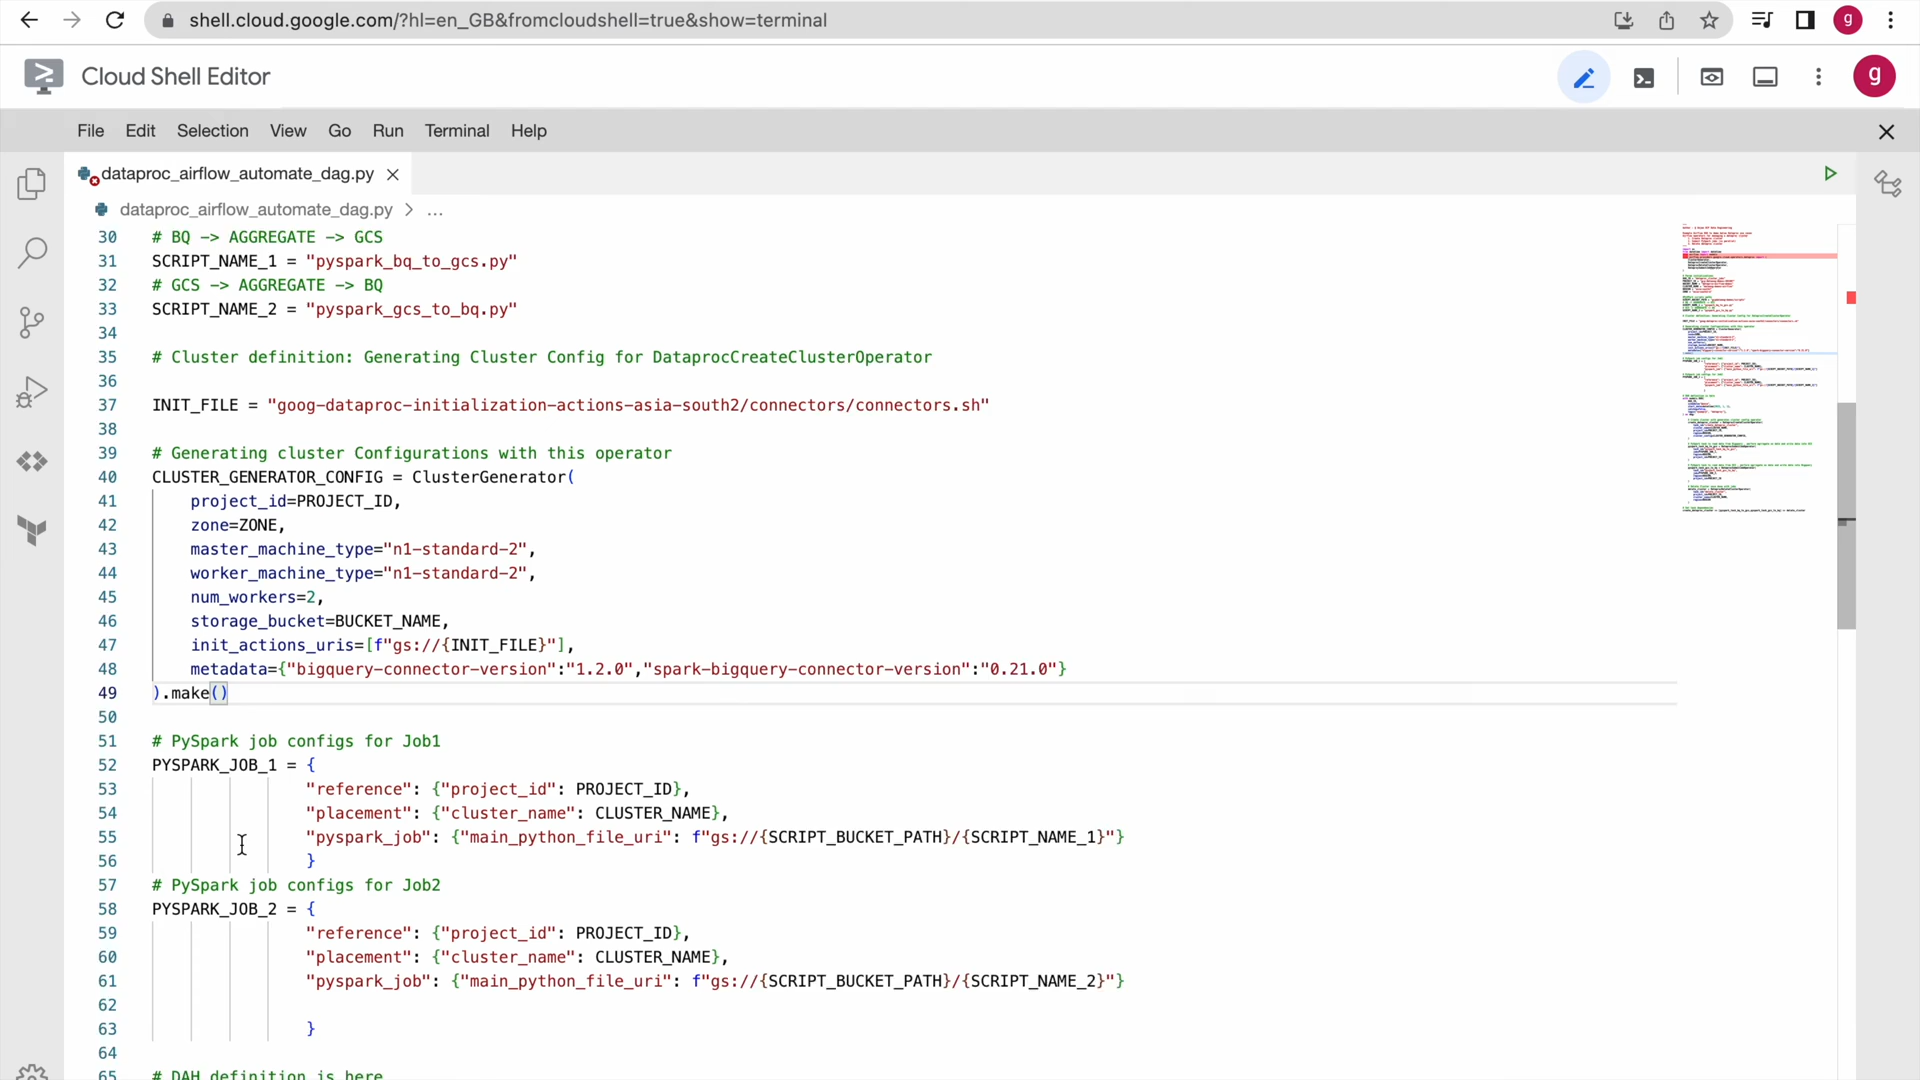 shell.cloud.google.com/?hl=en_GB&fromcloudshell=true&show=terminal
g
Cloud Shell Editor
g
File Edit Selection View Go Run Terminal Help
dataproc_airflow_automate_dag.py
dataproc_airflow_automate_dag.py > ...
30 # BQ -> AGGREGATE -> GCS
31 SCRIPT_NAME_1 = "pyspark_bq_to_gcs.py"
32 # GCS -> AGGREGATE -> BQ
33 SCRIPT_NAME_2 = "pyspark_gcs_to_bq.py"
34
35 # Cluster definition: Generating Cluster Config for DataprocCreateClusterOperator
36
37 INIT_FILE = "goog-dataproc-initialization-actions-asia-south2/connectors/connectors.sh"
38
39 # Generating cluster Configurations with this operator
40 CLUSTER_GENERATOR_CONFIG = ClusterGenerator(
41 project_id=PROJECT_ID,
42 zone=ZONE,
43 master_machine_type="n1-standard-2",
44 worker_machine_type="n1-standard-2",
45 num_workers=2,
46 storage_bucket=BUCKET_NAME,
47 init_actions_uris=[f"gs://{INIT_FILE}"],
48 metadata={"bigquery-connector-version":"1.2.0","spark-bigquery-connector-version":"0.21.0"}
49 ).make()
50
51 # PySpark job configs for Job1
52 PYSPARK_JOB_1 = {
53 "reference": {"project_id": PROJECT_ID},
54 "placement": {"cluster_name": CLUSTER_NAME},
55 "pyspark_job": {"main_python_file_uri": f"gs://{SCRIPT_BUCKET_PATH}/{SCRIPT_NAME_1}"}
56 }
57 # PySpark job configs for Job2
58 PYSPARK_JOB_2 = {
59 "reference": {"project_id": PROJECT_ID},
60 "placement": {"cluster_name": CLUSTER_NAME},
61 "pyspark_job": {"main_python_file_uri": f"gs://{SCRIPT_BUCKET_PATH}/{SCRIPT_NAME_2}"}
62
63 }
64
65 # DAH definition is here